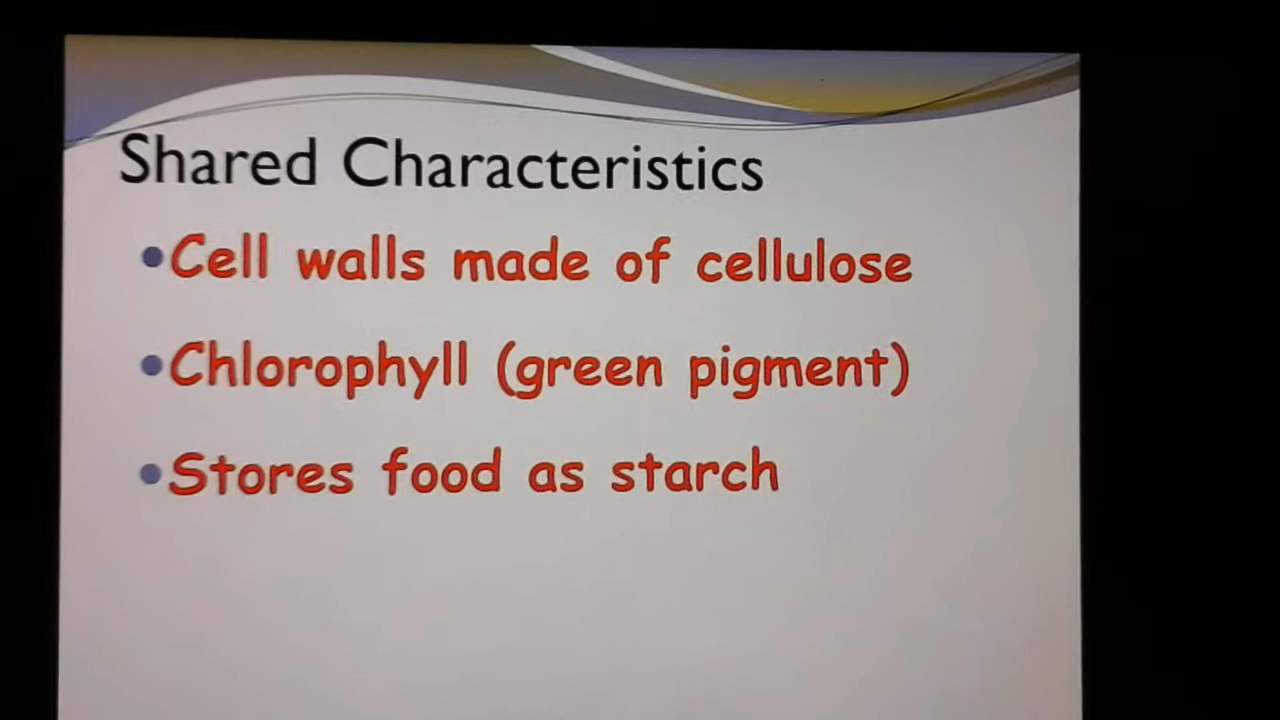 Shared Characteristics
•Cell walls made of cellulose
•Chlorophyll (green pigment)
•Stores food as starch